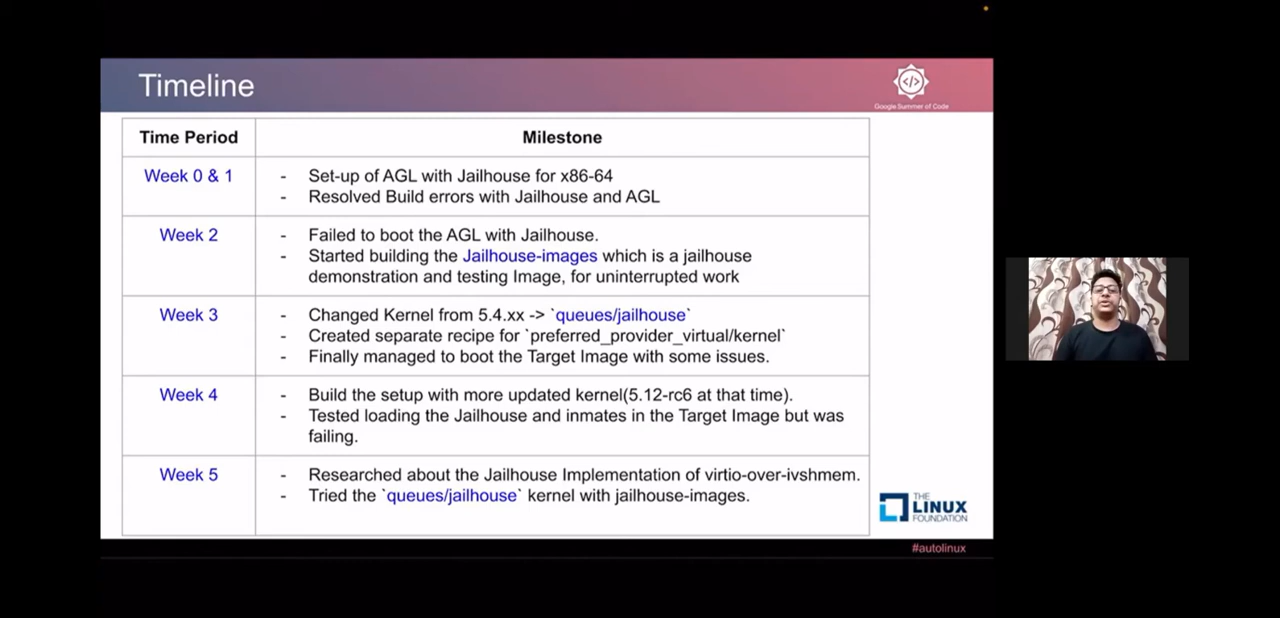 Timeline
</>
Google Summer of Code
Time Period Milestone
Week 0 & 1
- Set-up of AGL with Jailhouse for x86-64
- Resolved Build errors with Jailhouse and AGL
Week 2
- Failed to boot the AGL with Jailhouse.
- Started building the Jailhouse-images which is a jailhouse
demonstration and testing Image, for uninterrupted work
Week 3
- Changed Kernel from 5.4.xx -> `queues/jailhouse`
- Created separate recipe for `preferred_provider_virtual/kernel`
- Finally managed to boot the Target Image with some issues.
Week 4
- Build the setup with more updated kernel(5.12-rc6 at that time).
- Tested loading the Jailhouse and inmates in the Target Image but was
failing.
Week 5
- Researched about the Jailhouse Implementation of virtio-over-ivshmem.
- Tried the `queues/jailhouse` kernel with jailhouse-images.
THE
LINUX
FOUNDATION
#autolinux